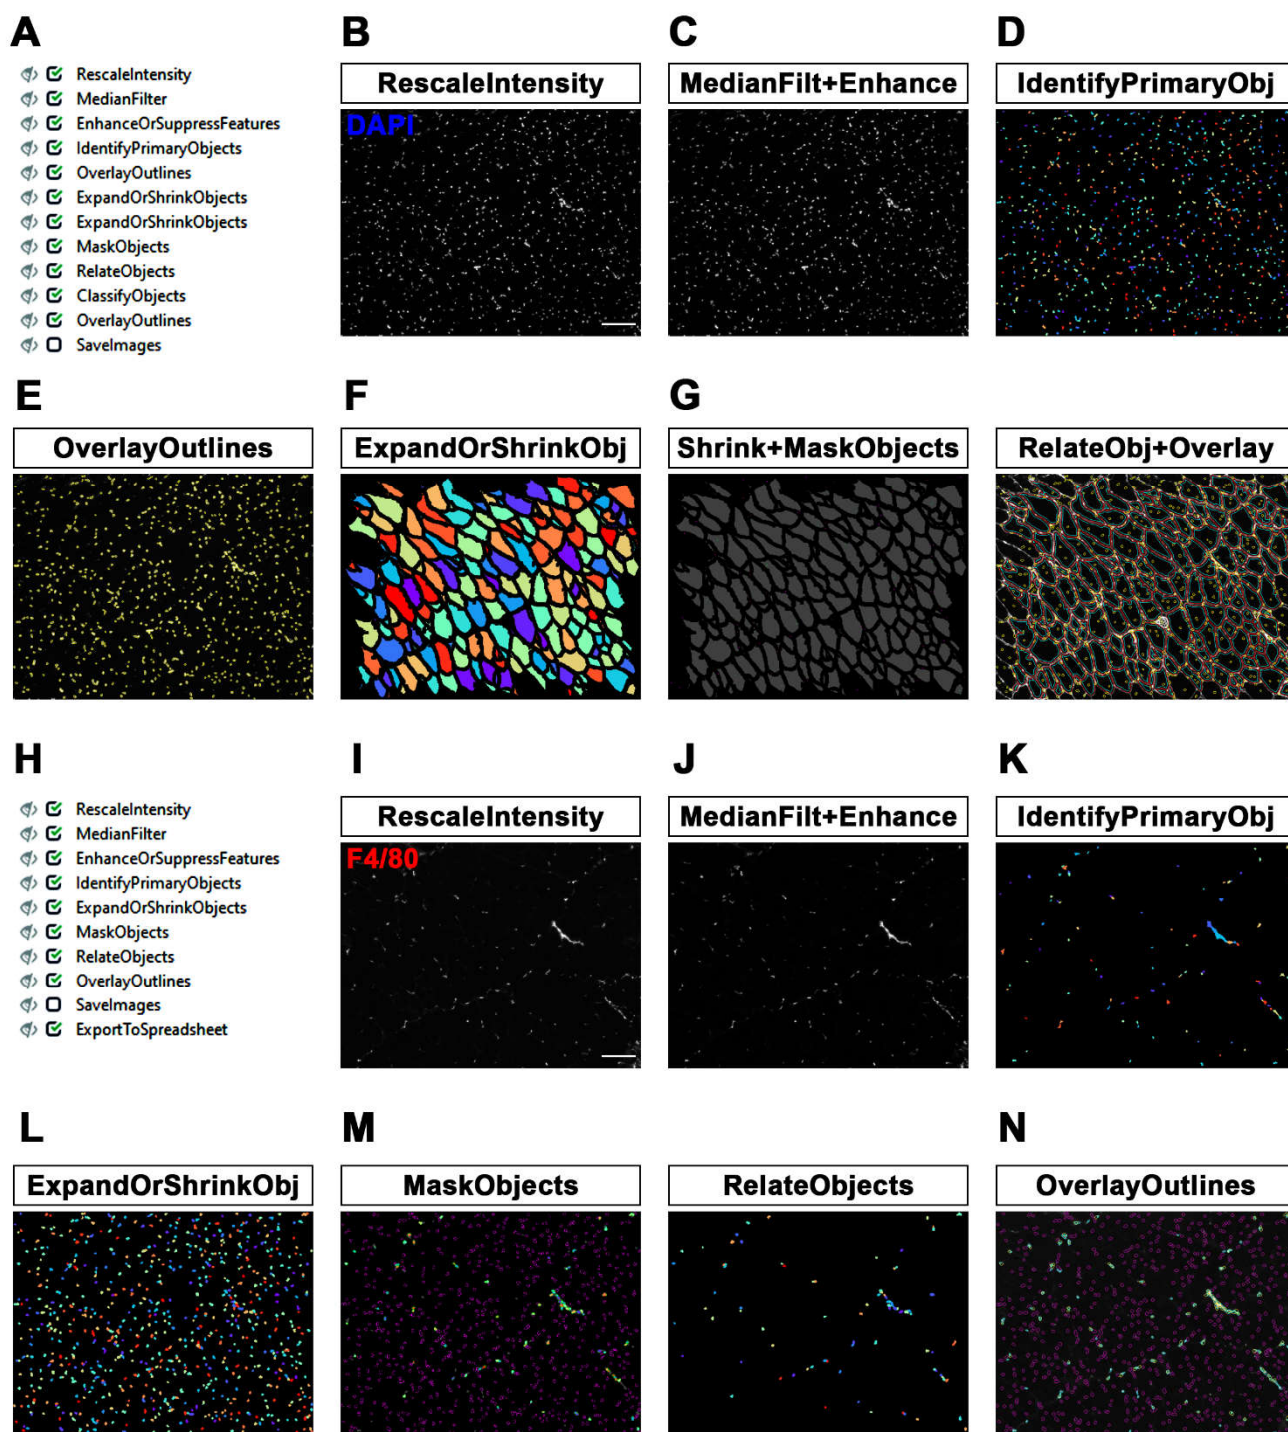 A
RescaleIntensity
MedianFilter
EnhanceOrSuppressFeatures
IdentifyPrimaryObjects
OverlayOutlines
ExpandOrShrinkObjects
ExpandOrShrinkObjects
MaskObjects
RelateObjects
ClassifyObjects
OverlayOutlines
SaveImages
B
RescaleIntensity
DAPI
C
MedianFilt+Enhance
D
IdentifyPrimaryObj
E
OverlayOutlines
F
ExpandOrShrinkObj
G
Shrink+MaskObjects
RelateObj+Overlay
H
RescaleIntensity
MedianFilter
EnhanceOrSuppressFeatures
IdentifyPrimaryObjects
ExpandOrShrinkObjects
MaskObjects
RelateObjects
OverlayOutlines
SaveImages
ExportToSpreadsheet
I
RescaleIntensity
F4/80
J
MedianFilt+Enhance
K
IdentifyPrimaryObj
L
ExpandOrShrinkObj
M
MaskObjects
RelateObjects
N
OverlayOutlines